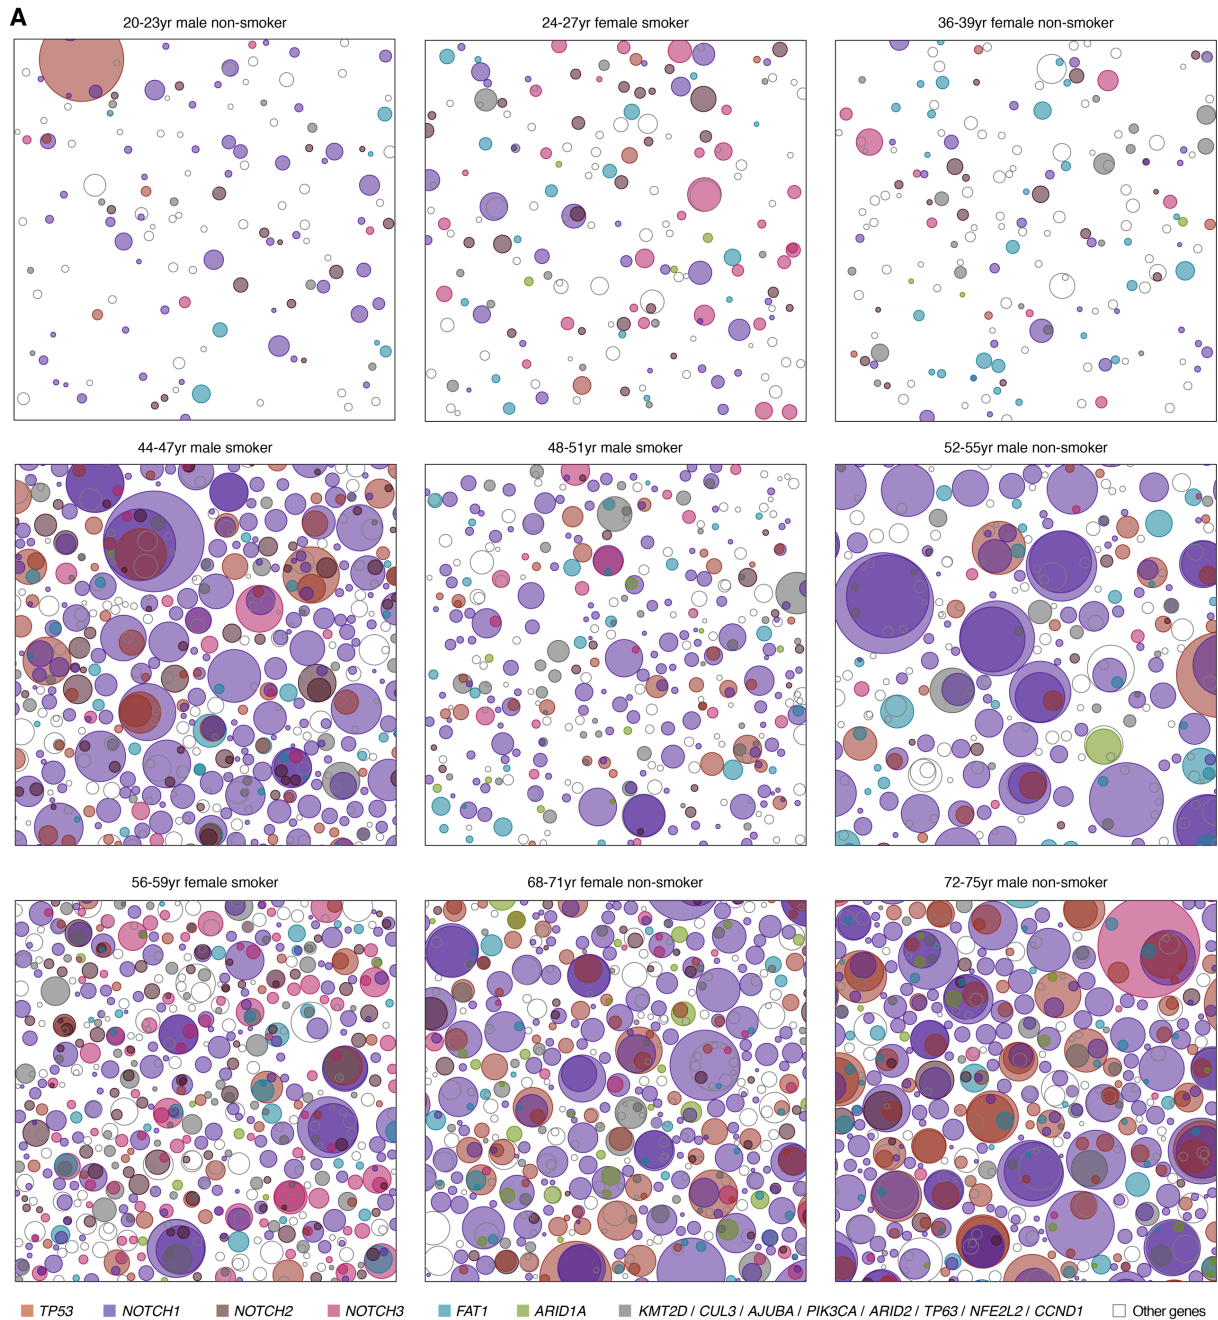 A
20-23yr male non-smoker
24-27yr female smoker
36-39yr female non-smoker
44-47yr male smoker
48-51yr male smoker
52-55yr male non-smoker
56-59yr female smoker
68-71yr female non-smoker
72-75yr male non-smoker
TP53 NOTCH1 NOTCH2 NOTCH3 FAT1 ARID1A KMT2D / CUL3 / AJUBA / PIK3CA / ARID2 / TP63 / NFE2L2 / CCND1 Other genes